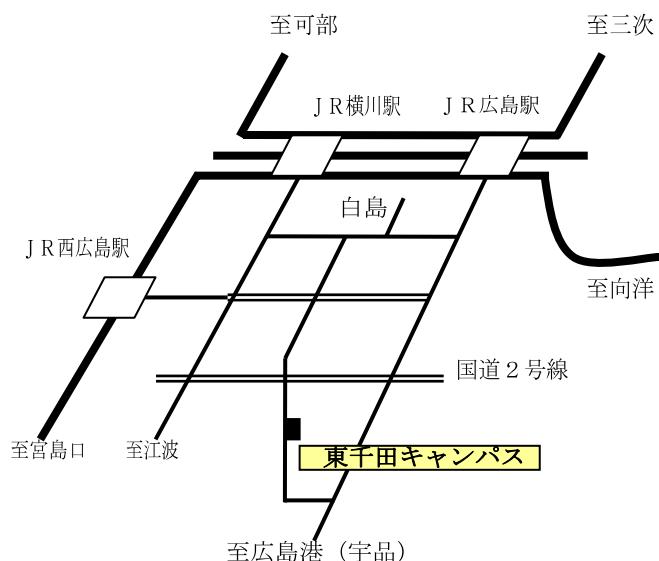 至可部
至三次
ＪＲ横川駅
ＪＲ広島駅
白島
ＪＲ西広島駅
至向洋
国道２号線
至宮島口
至江波
東千田キャンパス
至広島港（宇品）